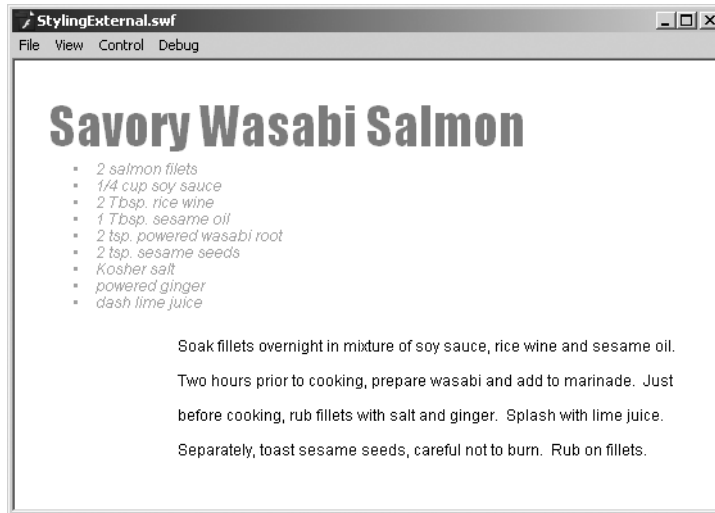 StylingExternal.swf
File View Control Debug
Savory Wasabi Salmon
• 2 salmon filets
• 1/4 cup soy sauce
• 2 Tbsp. rice wine
• 1 Tbsp. sesame oil
• 2 tsp. powered wasabi root
• 2 tsp. sesame seeds
• Kosher salt
• powered ginger
• dash lime juice
Soak fillets overnight in mixture of soy sauce, rice wine and sesame oil.
Two hours prior to cooking, prepare wasabi and add to marinade. Just
before cooking, rub fillets with salt and ginger. Splash with lime juice.
Separately, toast sesame seeds, careful not to burn. Rub on fillets.